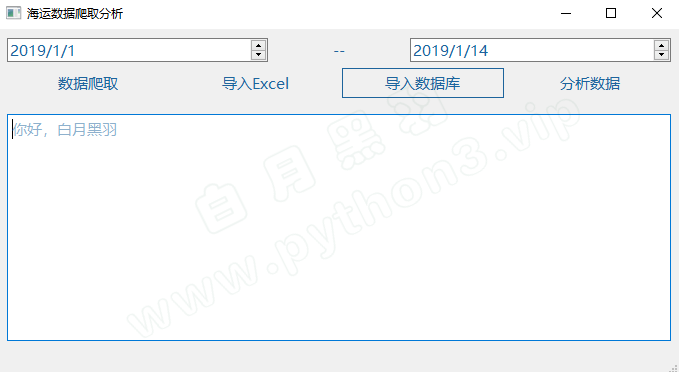 海运数据爬取分析
2019/1/1 -- 2019/1/14
数据爬取 导入Excel 导入数据库 分析数据
你好，白月黑羽
白月黑羽
www.python3.vip